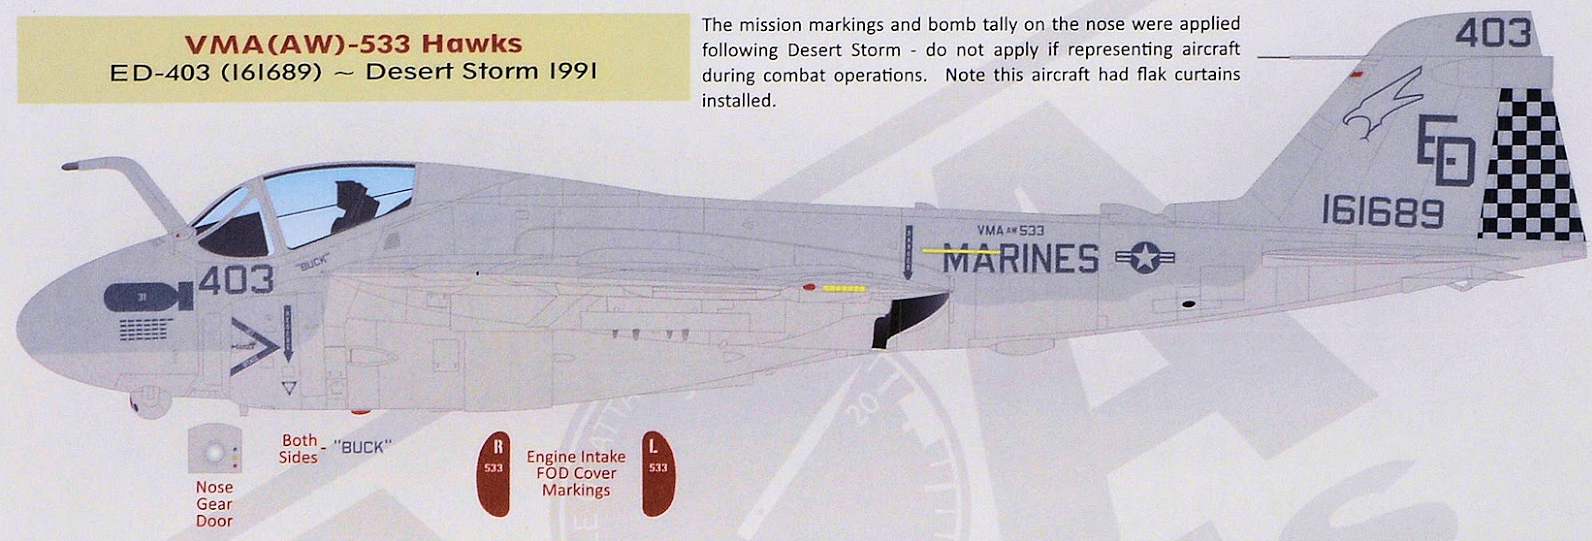 VMA(AW)-533 Hawks
ED-403 (161689) ~ Desert Storm 1991
The mission markings and bomb tally on the nose were applied
following Desert Storm - do not apply if representing aircraft
during combat operations. Note this aircraft had flak curtains
installed.
403
ED
161689
VMA AW 533
MARINES
"BUCK"
403
31
RESCUE
Both
Sides - "BUCK"
Nose
Gear
Door
R
533
Engine Intake
FOD Cover
Markings
L
533
20